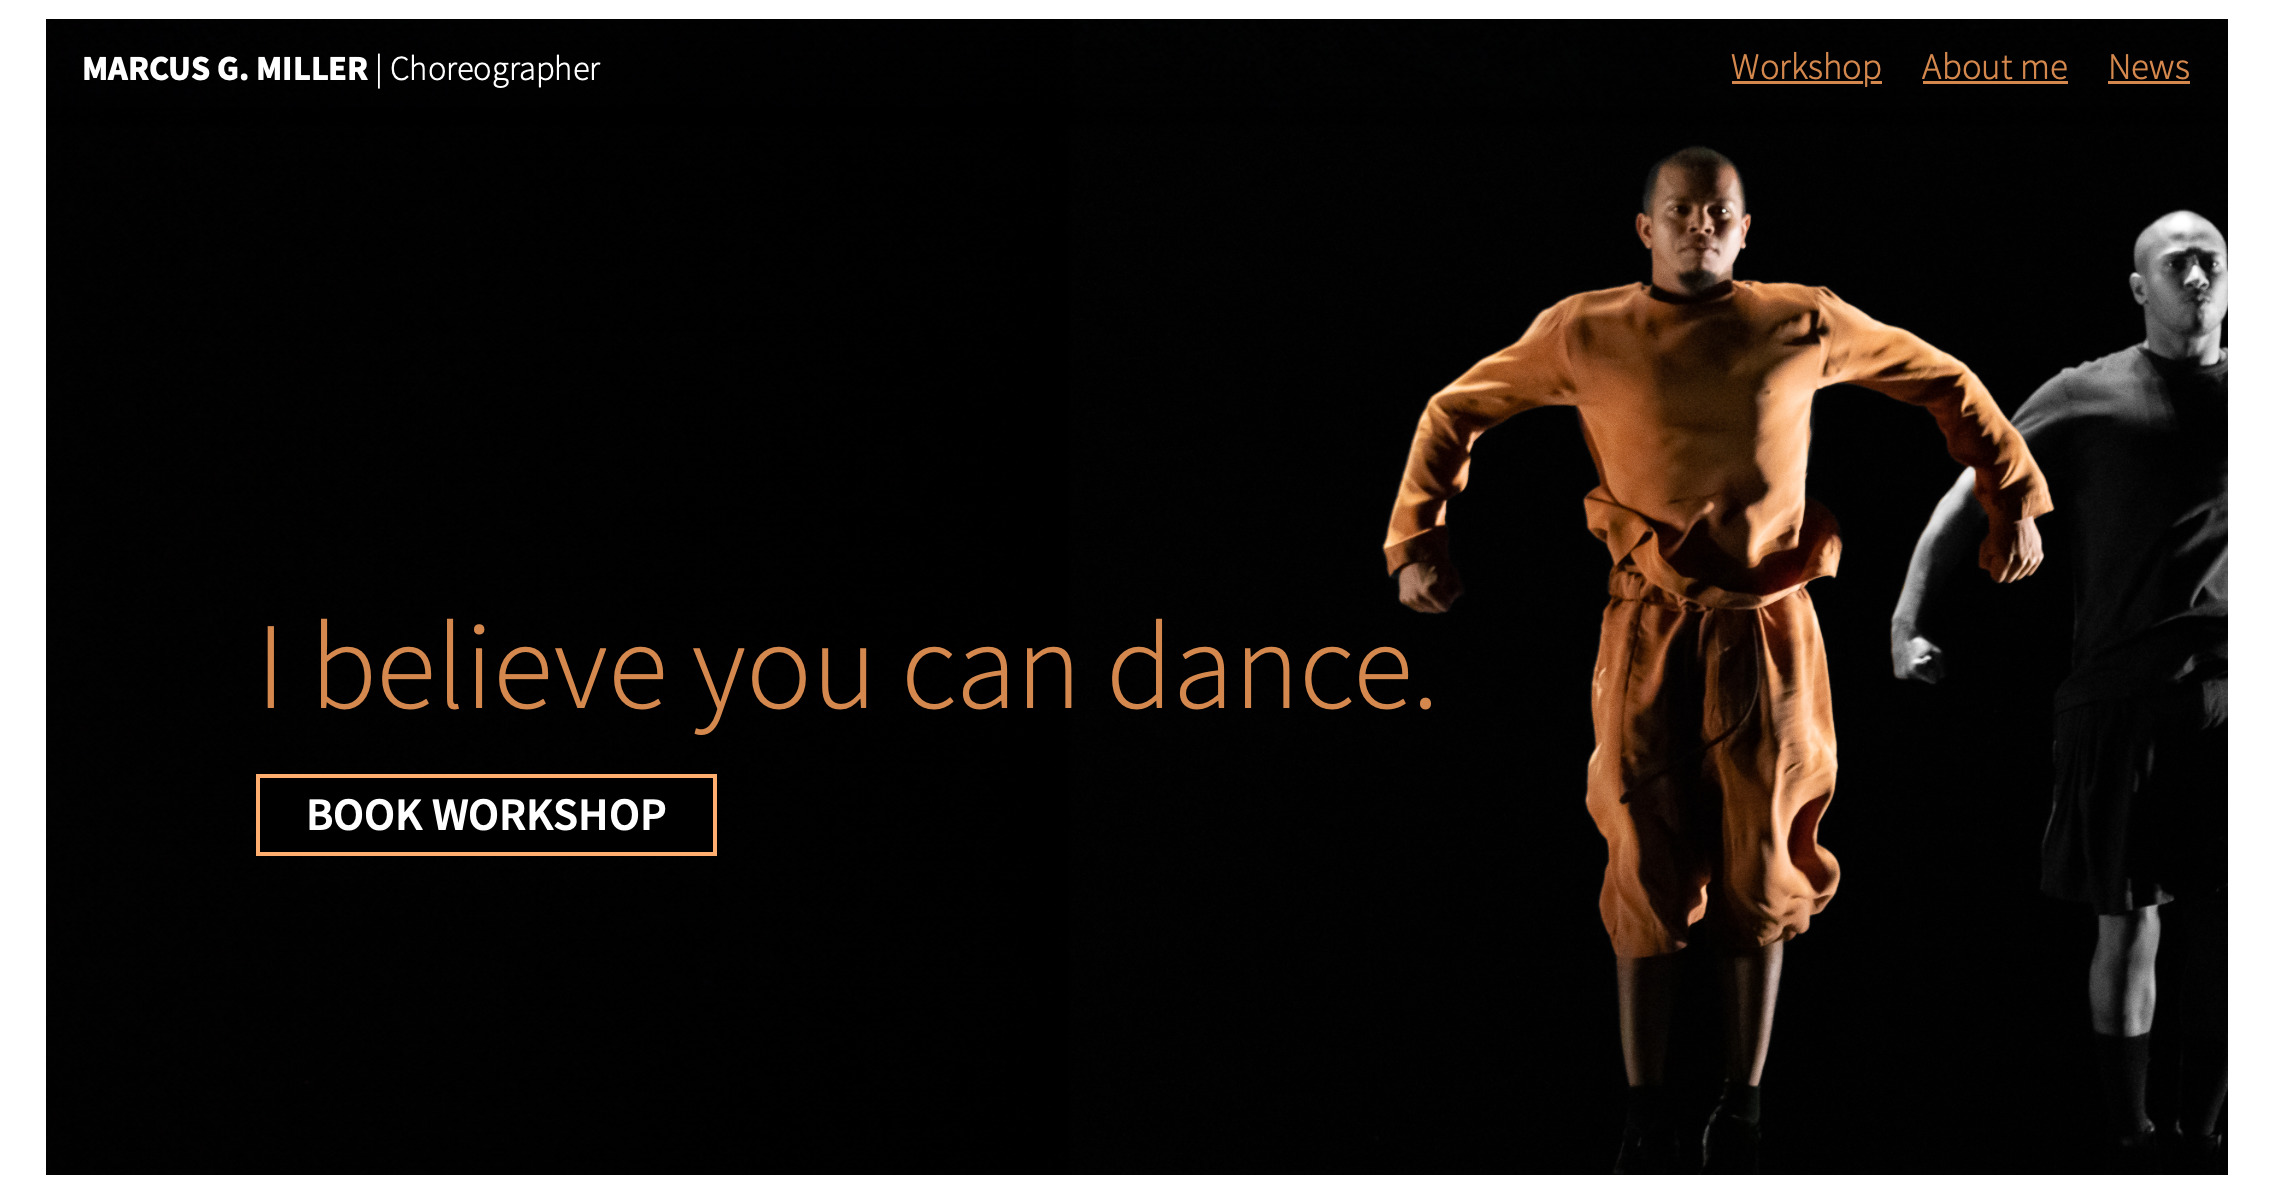 MARCUS G. MILLER | Choreographer
Workshop About me News
I believe you can dance.
BOOK WORKSHOP